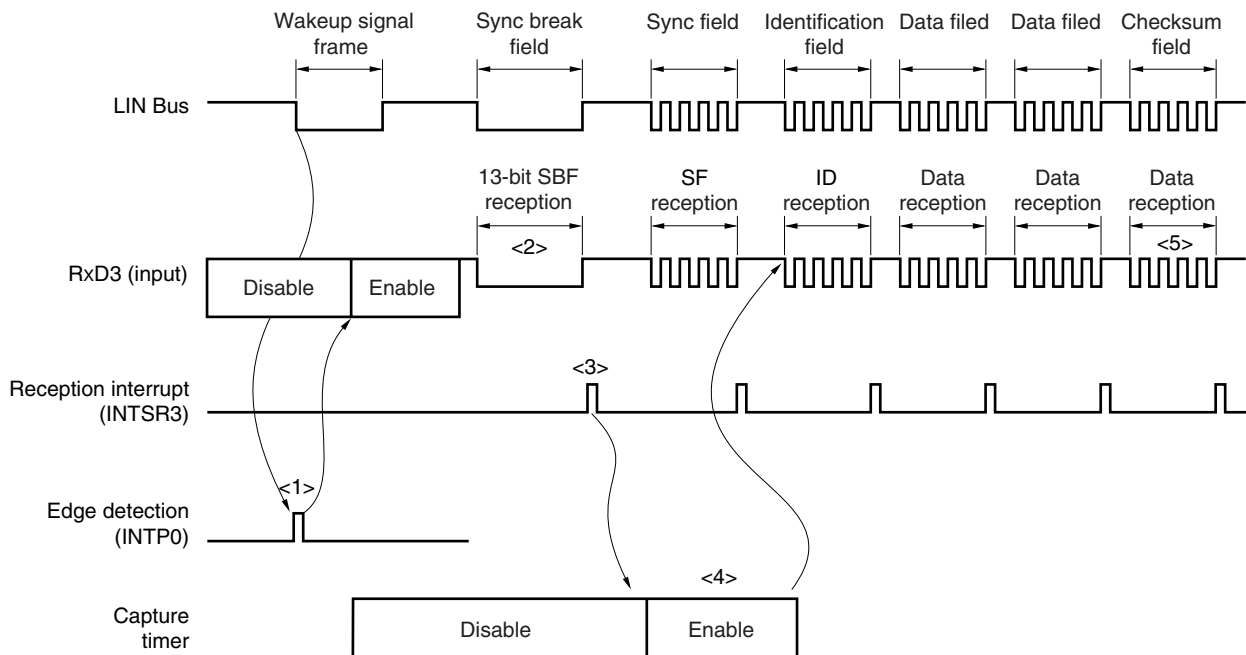 Wakeup signal
frame
Sync break
field
Sync field
Identification
field
Data filed
Data filed
Checksum
field
LIN Bus
13-bit SBF
reception
SF
reception
ID
reception
Data
reception
Data
reception
Data
reception
<2>
<5>
RxD3 (input)
Disable
Enable
Reception interrupt
(INTSR3)
<3>
Edge detection
(INTP0)
<1>
<4>
Capture
timer
Disable
Enable